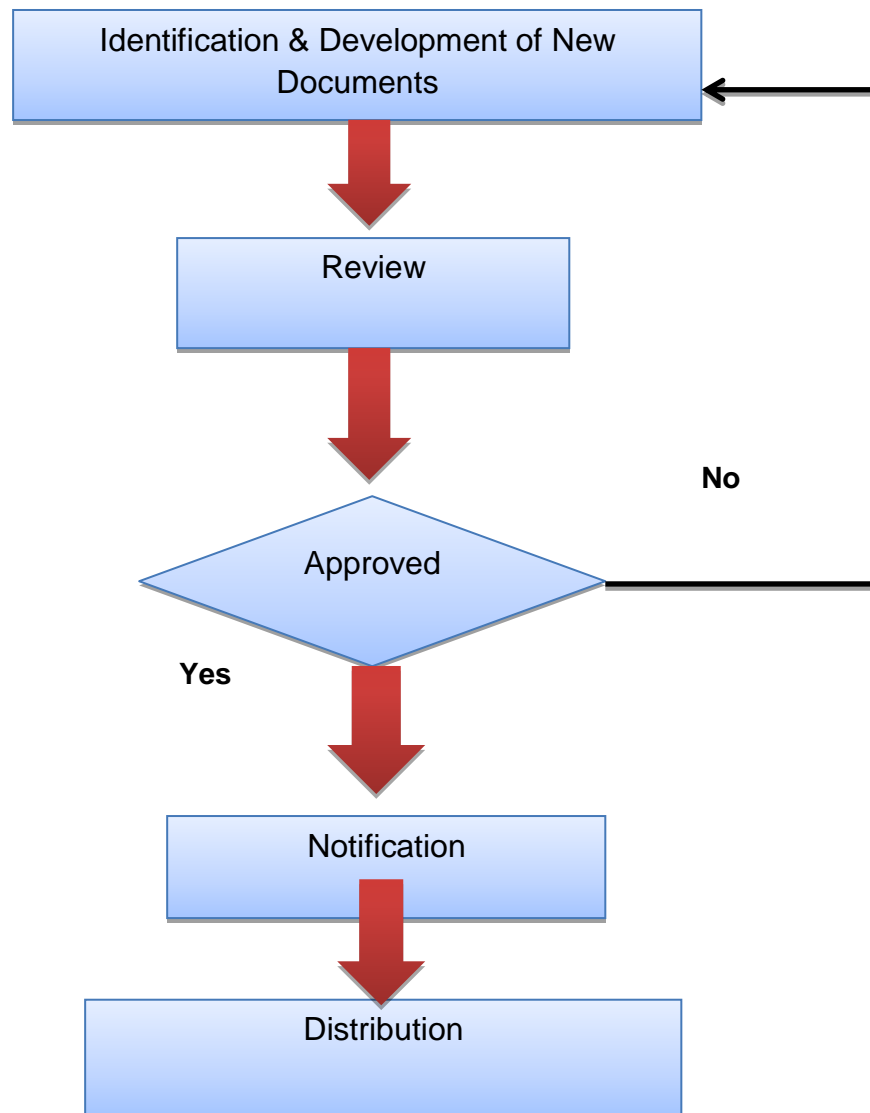 Identification & Development of New
Documents
Review
No
Approved
Yes
Notification
Distribution